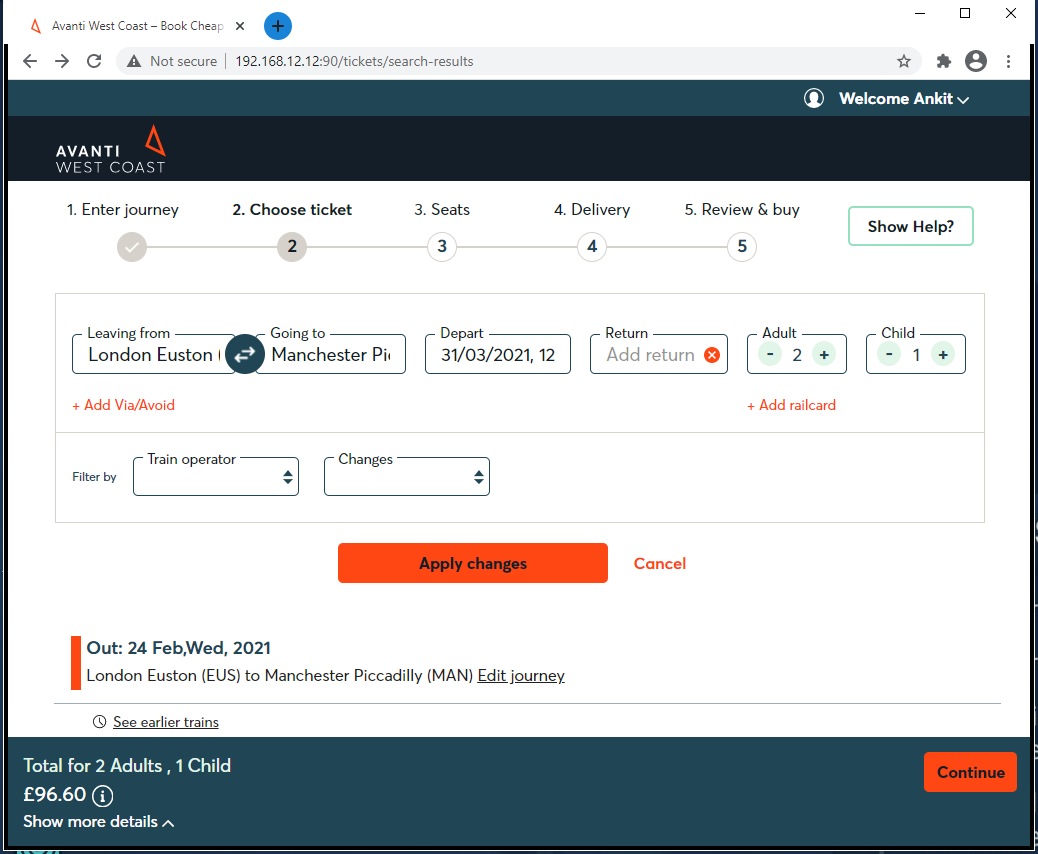 Avanti West Coast – Book Cheap
Not secure | 192.168.12.12:90/tickets/search-results
Welcome Ankit
AVANTI
WEST COAST
1. Enter journey 2. Choose ticket 3. Seats 4. Delivery 5. Review & buy
Show Help?
2 3 4 5
Leaving from Going to Depart Return Adult Child
London Euston ( Manchester Pic 31/03/2021, 12 Add return - 2 + - 1 +
+ Add Via/Avoid + Add railcard
Train operator Changes
Filter by
Apply changes Cancel
Out: 24 Feb,Wed, 2021
London Euston (EUS) to Manchester Piccadilly (MAN) Edit journey
See earlier trains
Total for 2 Adults , 1 Child
Continue
£96.60 i
Show more details